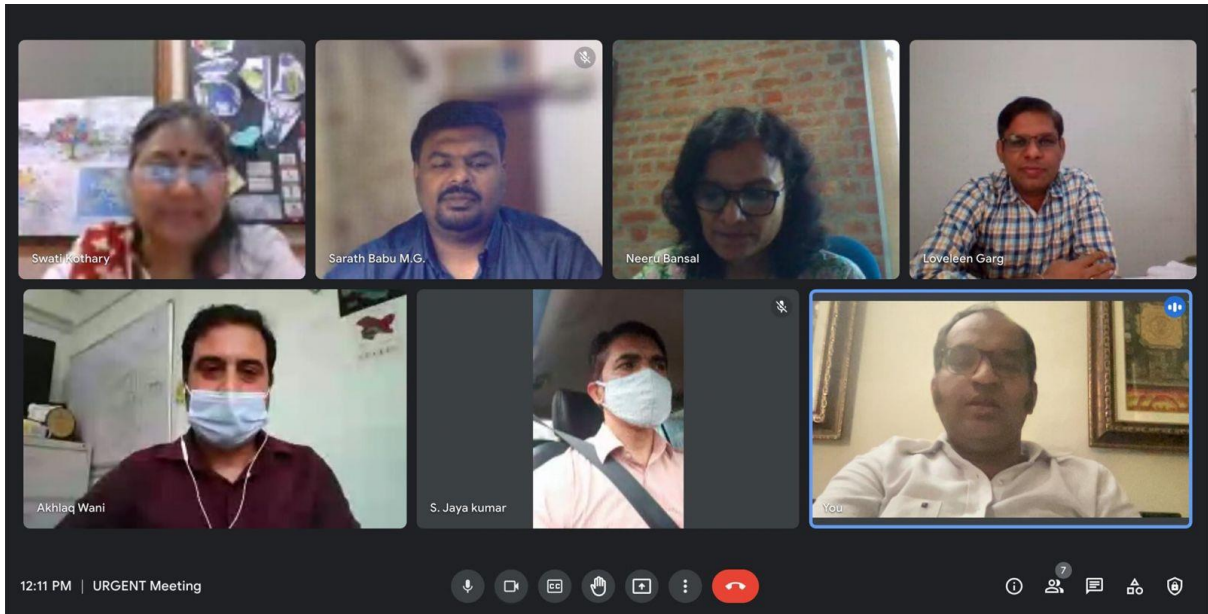 Swati Kothary
Sarath Babu M.G.
Neeru Bansal
Loveleen Garg
Akhlaq Wani
S. Jaya kumar
You
12:11 PM | URGENT Meeting
CC
7